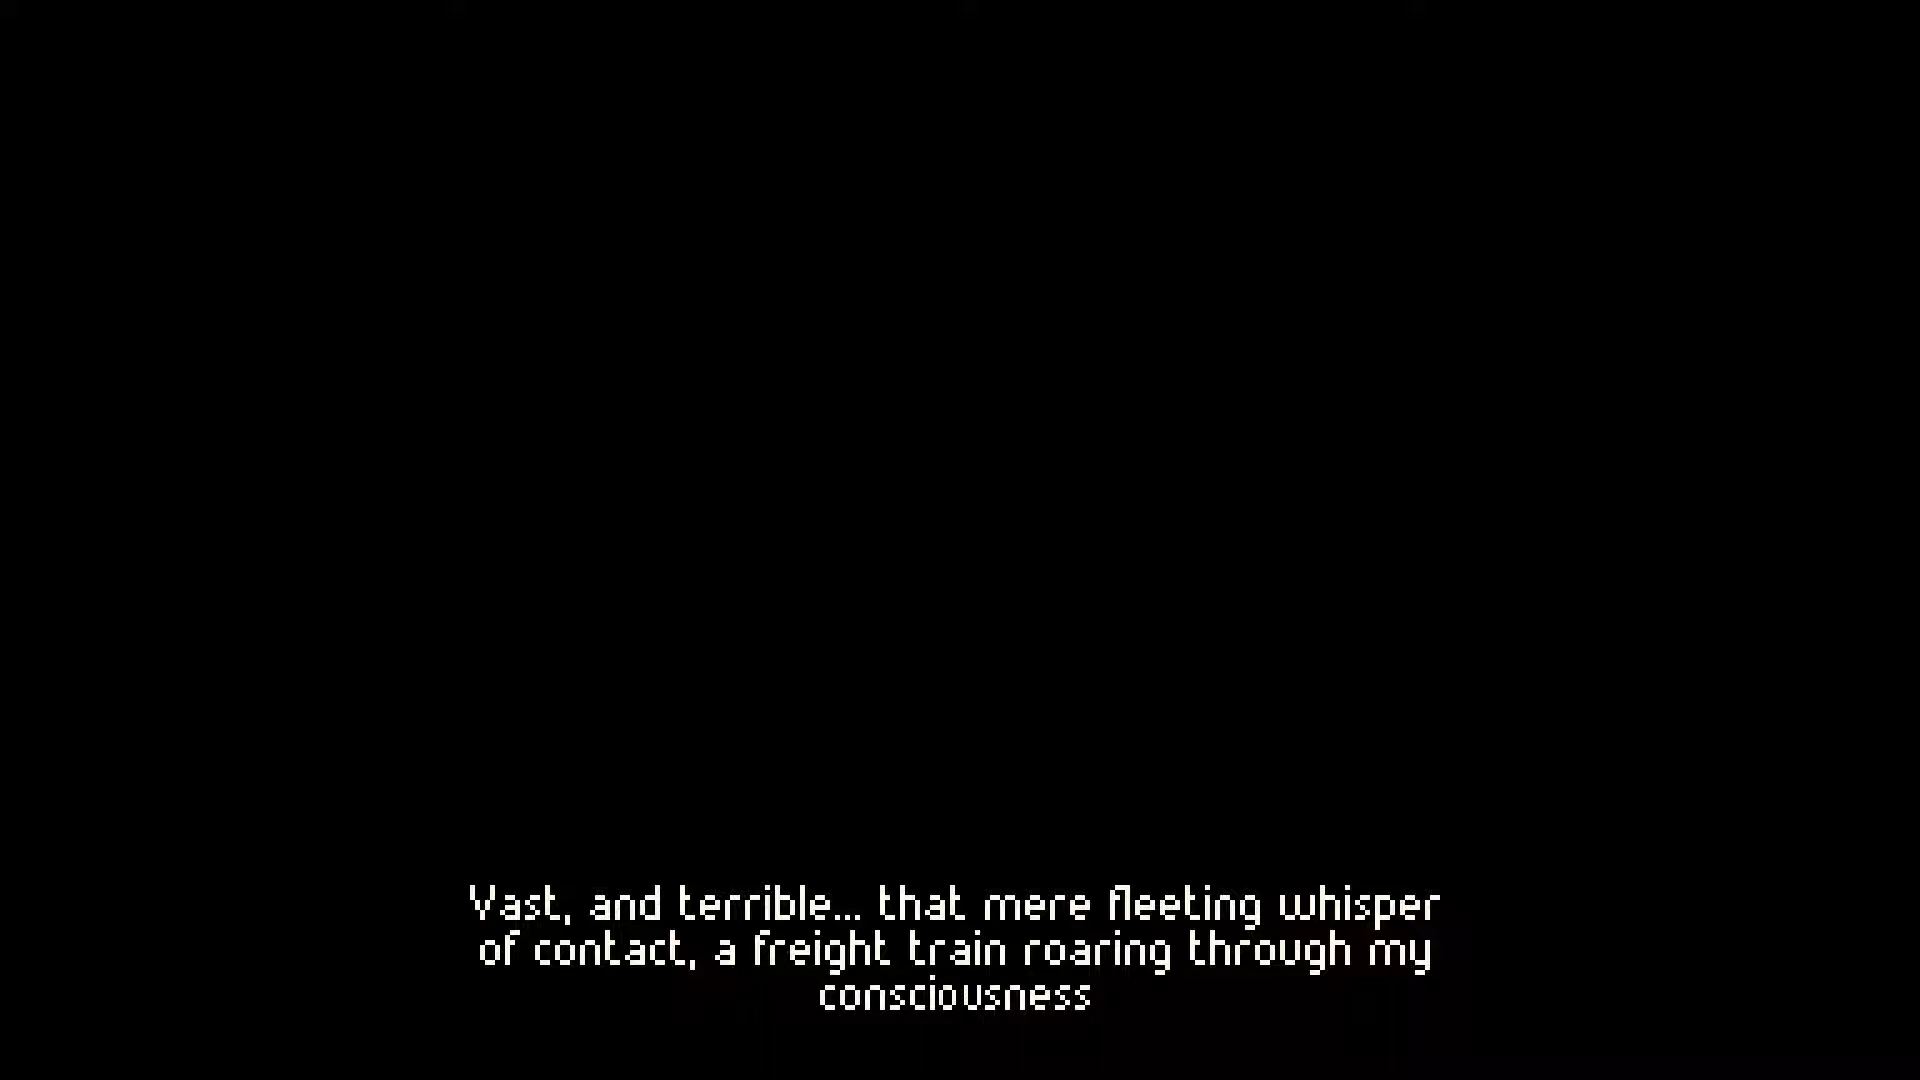 Vast, and terrible... that mere fleeting whisper
of contact, a freight train roaring through my
consciousness